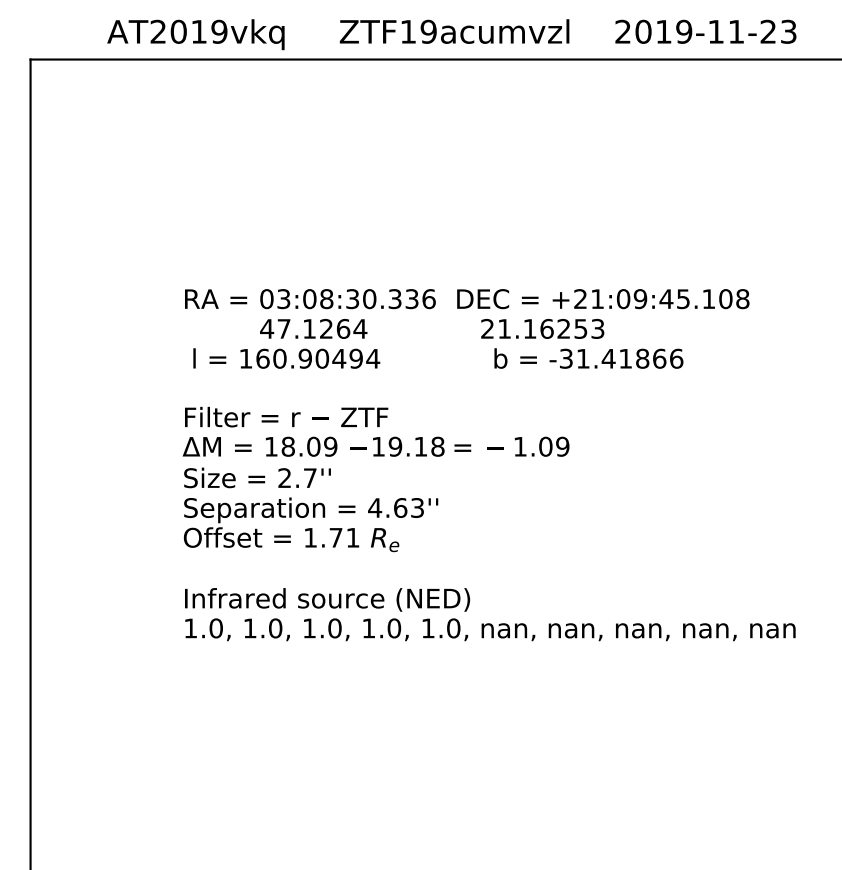 AT2019vkq ZTF19acumvzl 2019-11-23
RA = 03:08:30.336 DEC = +21:09:45.108
47.1264 21.16253
l = 160.90494 b = -31.41866
Filter = r − ZTF
ΔM = 18.09 −19.18 = − 1.09
Size = 2.7''
Separation = 4.63''
Offset = 1.71 Rₑ
Infrared source (NED)
1.0, 1.0, 1.0, 1.0, 1.0, nan, nan, nan, nan, nan